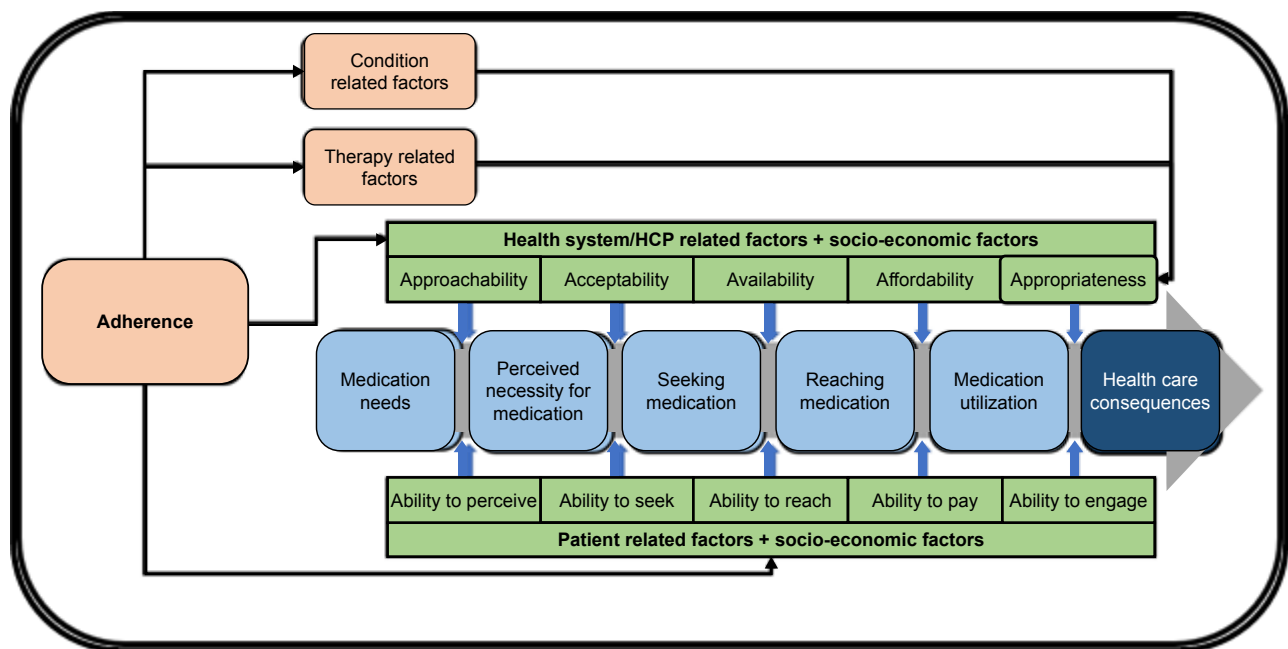 Condition
related factors
Therapy related
factors
Health system/HCP related factors + socio-economic factors
Approachability
Acceptability
Availability
Affordability
Appropriateness
Adherence
Medication
needs
Perceived
necessity for
medication
Seeking
medication
Reaching
medication
Medication
utilization
Health care
consequences
Ability to perceive
Ability to seek
Ability to reach
Ability to pay
Ability to engage
Patient related factors + socio-economic factors